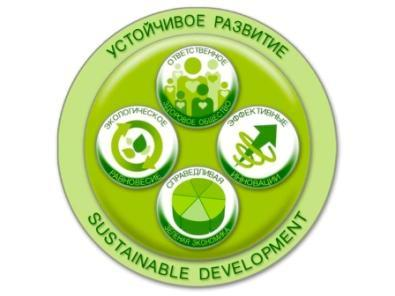 УСТОЙЧИВОЕ РАЗВИТИЕ
ОТВЕТСТВЕННОЕ
ЗДОРОВОЕ ОБЩЕСТВО
ЭКОЛОГИЧЕСКОЕ
РАВНОВЕСИЕ
ЭФФЕКТИВНЫЕ
ИННОВАЦИИ
СПРАВЕДЛИВАЯ
ЗЕЛЕНАЯ ЭКОНОМИКА
SUSTAINABLE DEVELOPMENT